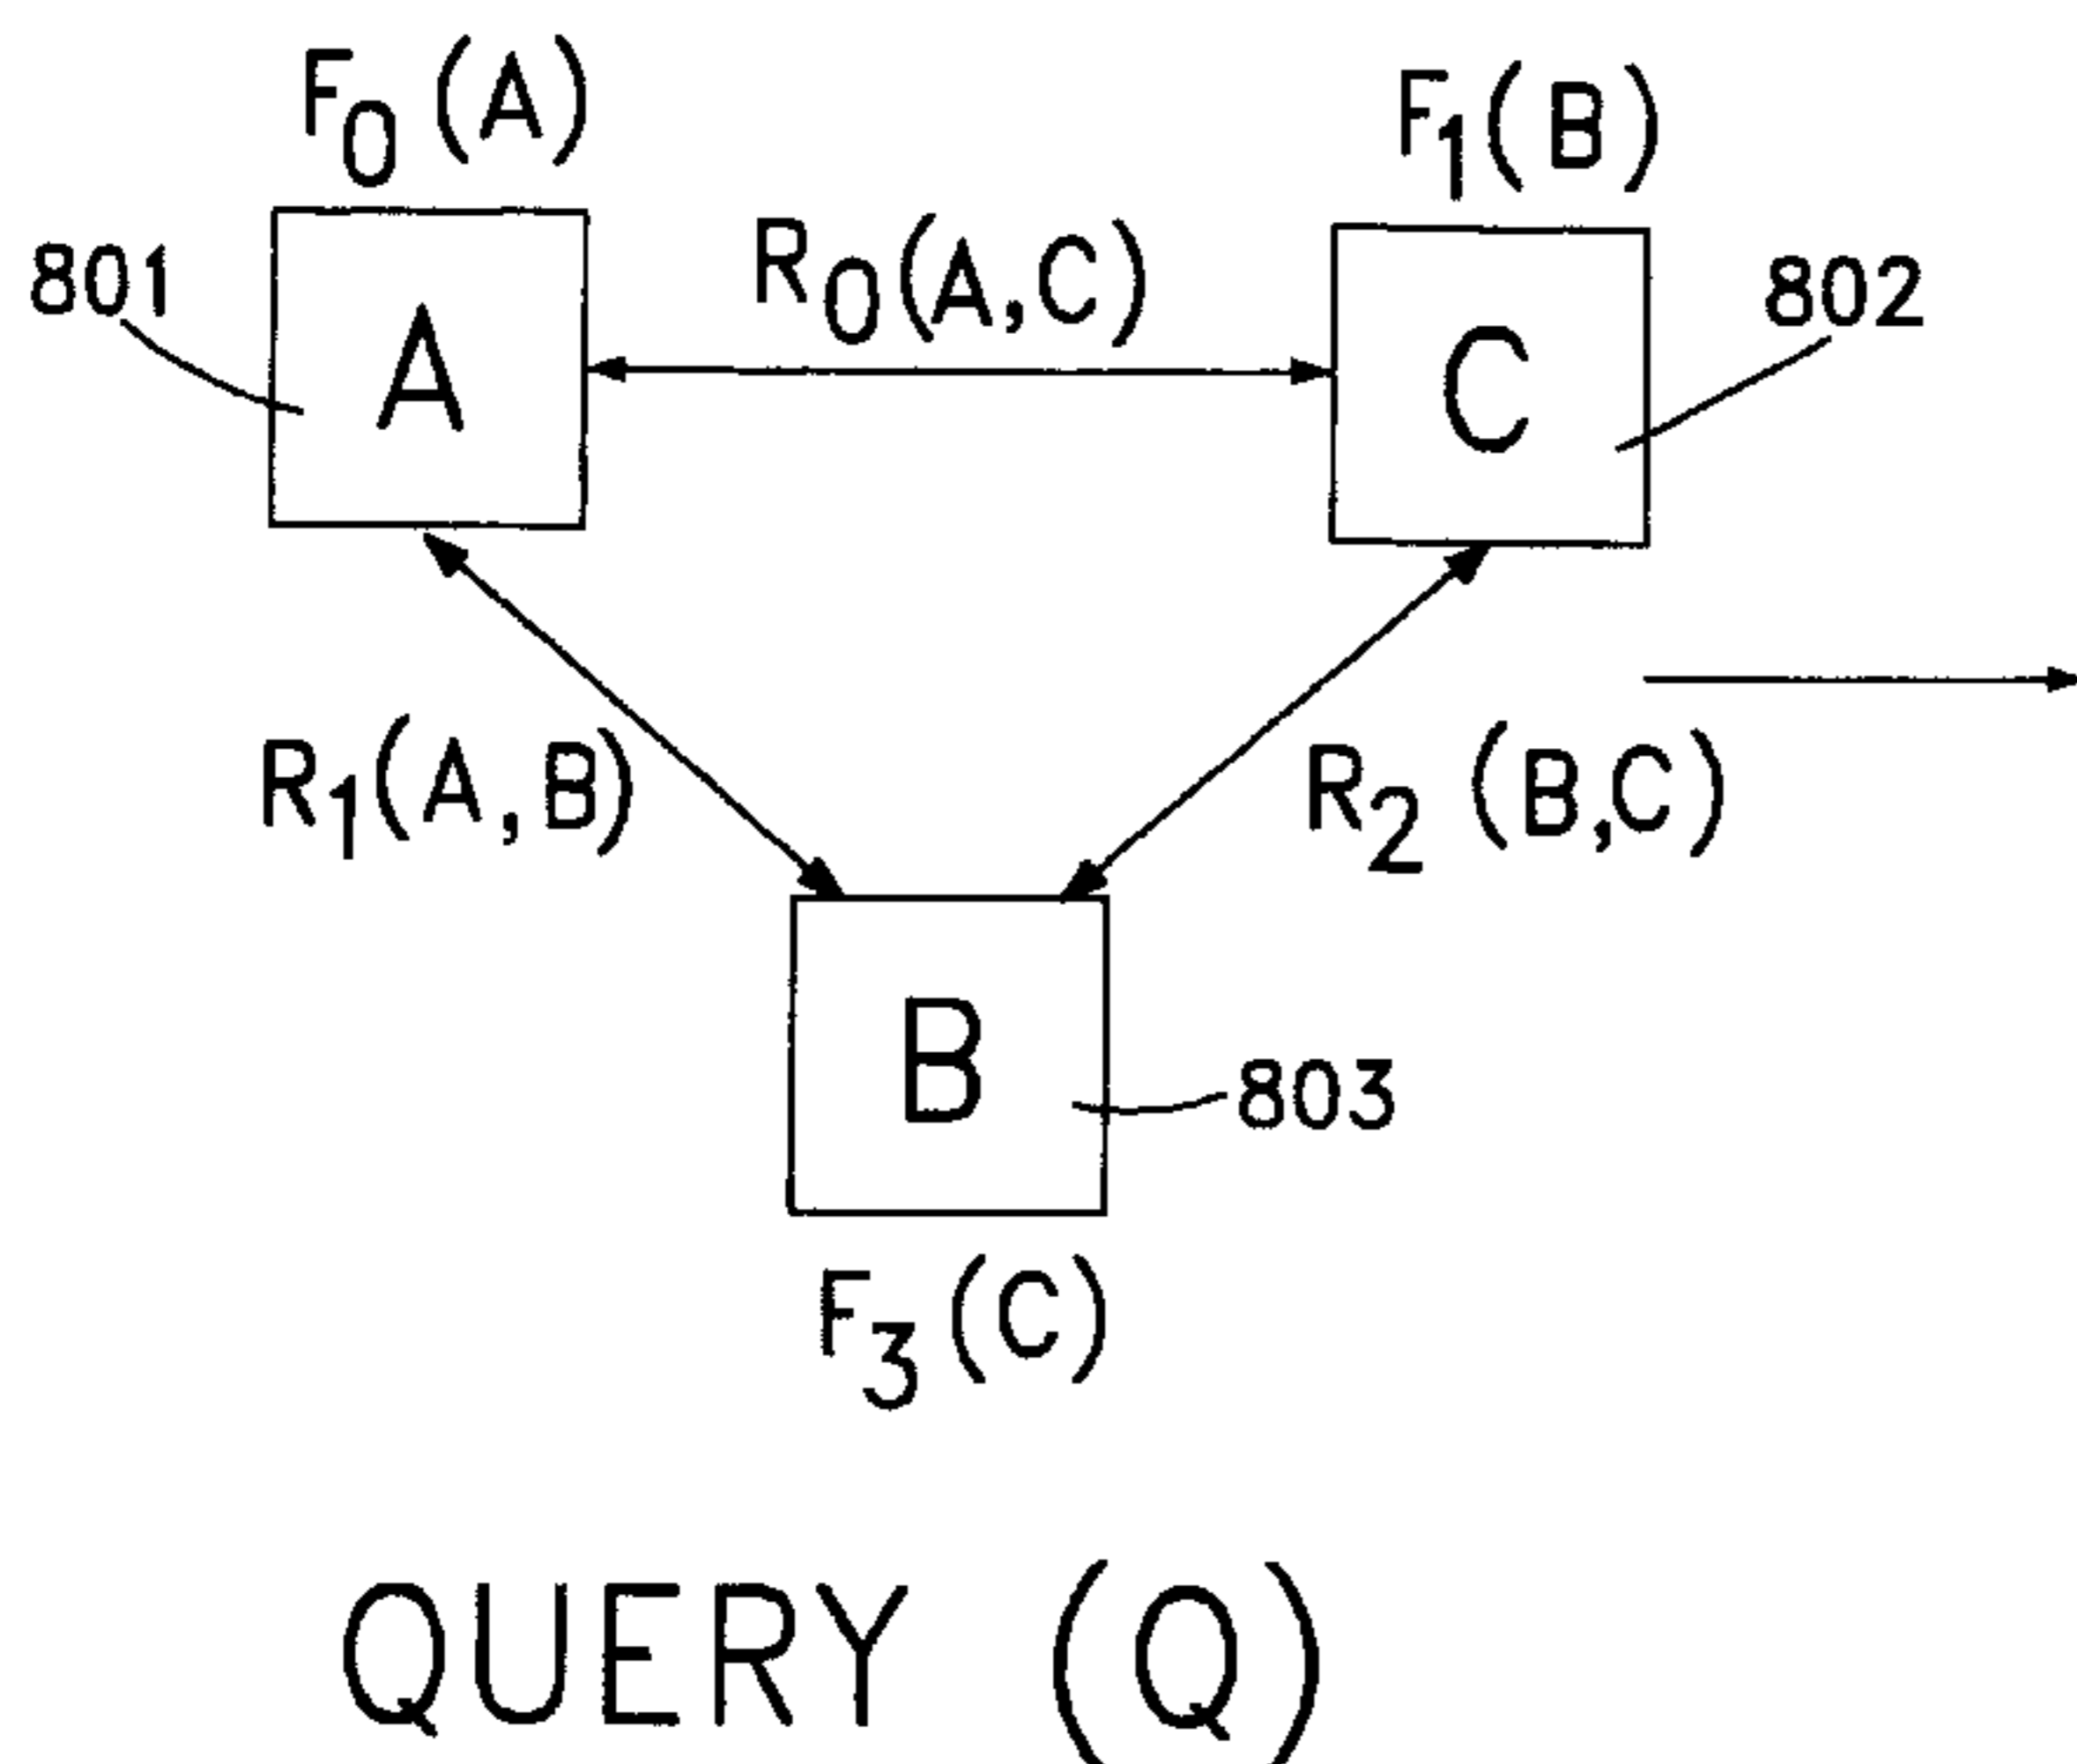 F0 (A)
F1 (B)
801
R0 (A,C)
802
A
C
R1 (A,B)
R2 (B,C)
B
803
F3 (C)
QUERY (Q)